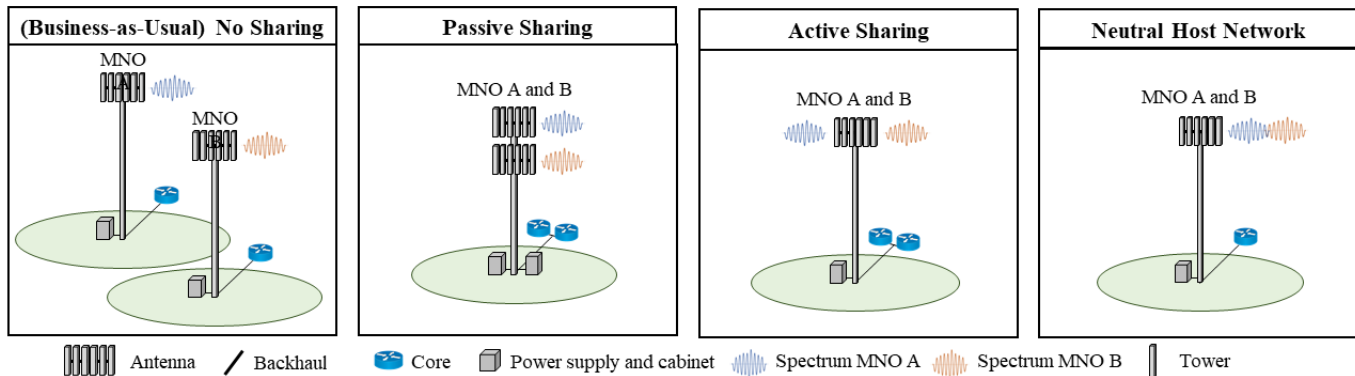 (Business-as-Usual) No Sharing
MNO
A
MNO
B
Passive Sharing
MNO A and B
Active Sharing
MNO A and B
Neutral Host Network
MNO A and B
Antenna
Backhaul
Core
Power supply and cabinet
Spectrum MNO A
Spectrum MNO B
Tower